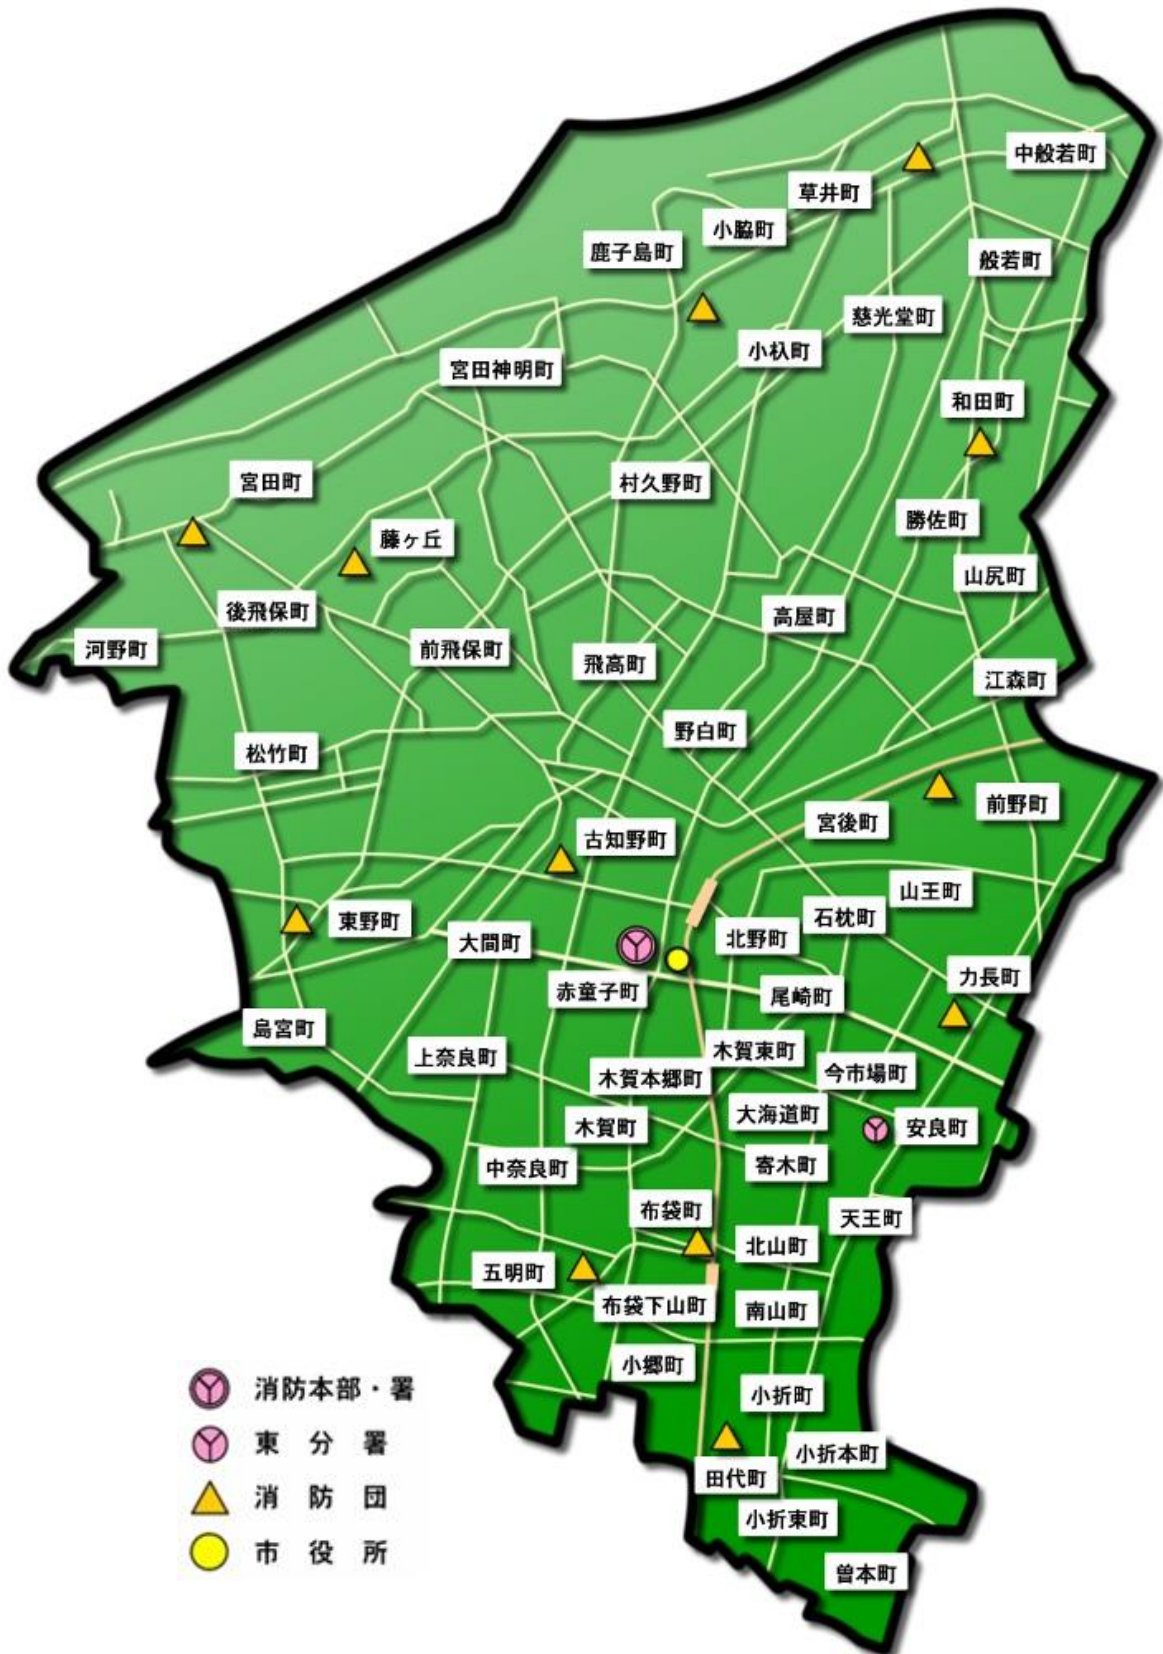 中般若町
草井町
小脇町
鹿子島町
般若町
慈光堂町
小杁町
宮田神明町
和田町
宮田町
村久野町
勝佐町
藤ヶ丘
山尻町
後飛保町
高屋町
河野町
前飛保町
飛高町
江森町
野白町
松竹町
前野町
宮後町
古知野町
山王町
石枕町
東野町
大間町
北野町
力長町
赤童子町
尾崎町
島宮町
上奈良町
木賀東町
木賀本郷町
今市場町
大海道町
木賀町
安良町
中奈良町
寄木町
布袋町
天王町
北山町
五明町
布袋下山町
南山町
小郷町
小折町
小折本町
田代町
小折東町
曽本町
消防本部・署
東 分 署
消 防 団
市 役 所